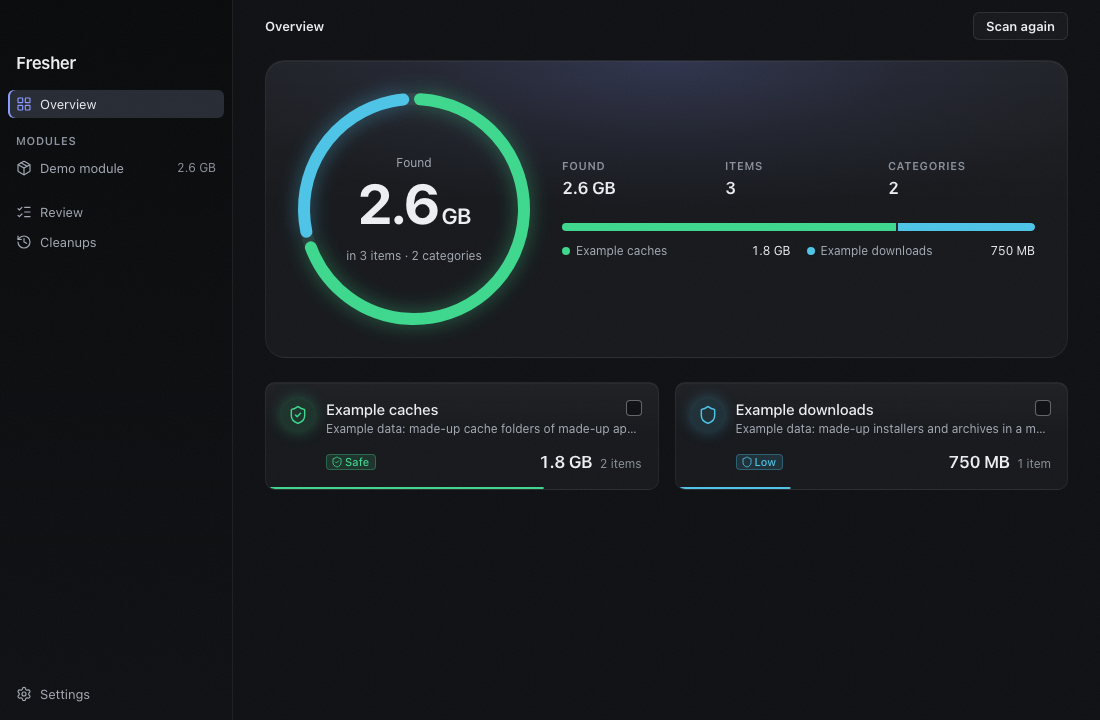 Overview
Scan again
Fresher
Overview
MODULES
Demo module 2.6 GB
Review
Cleanups
Settings
Found
2.6 GB
in 3 items · 2 categories
FOUND ITEMS CATEGORIES
2.6 GB 3 2
Example caches 1.8 GB Example downloads 750 MB
Example caches
Example data: made-up cache folders of made-up ap...
Safe 1.8 GB 2 items
Example downloads
Example data: made-up installers and archives in a m...
Low 750 MB 1 item